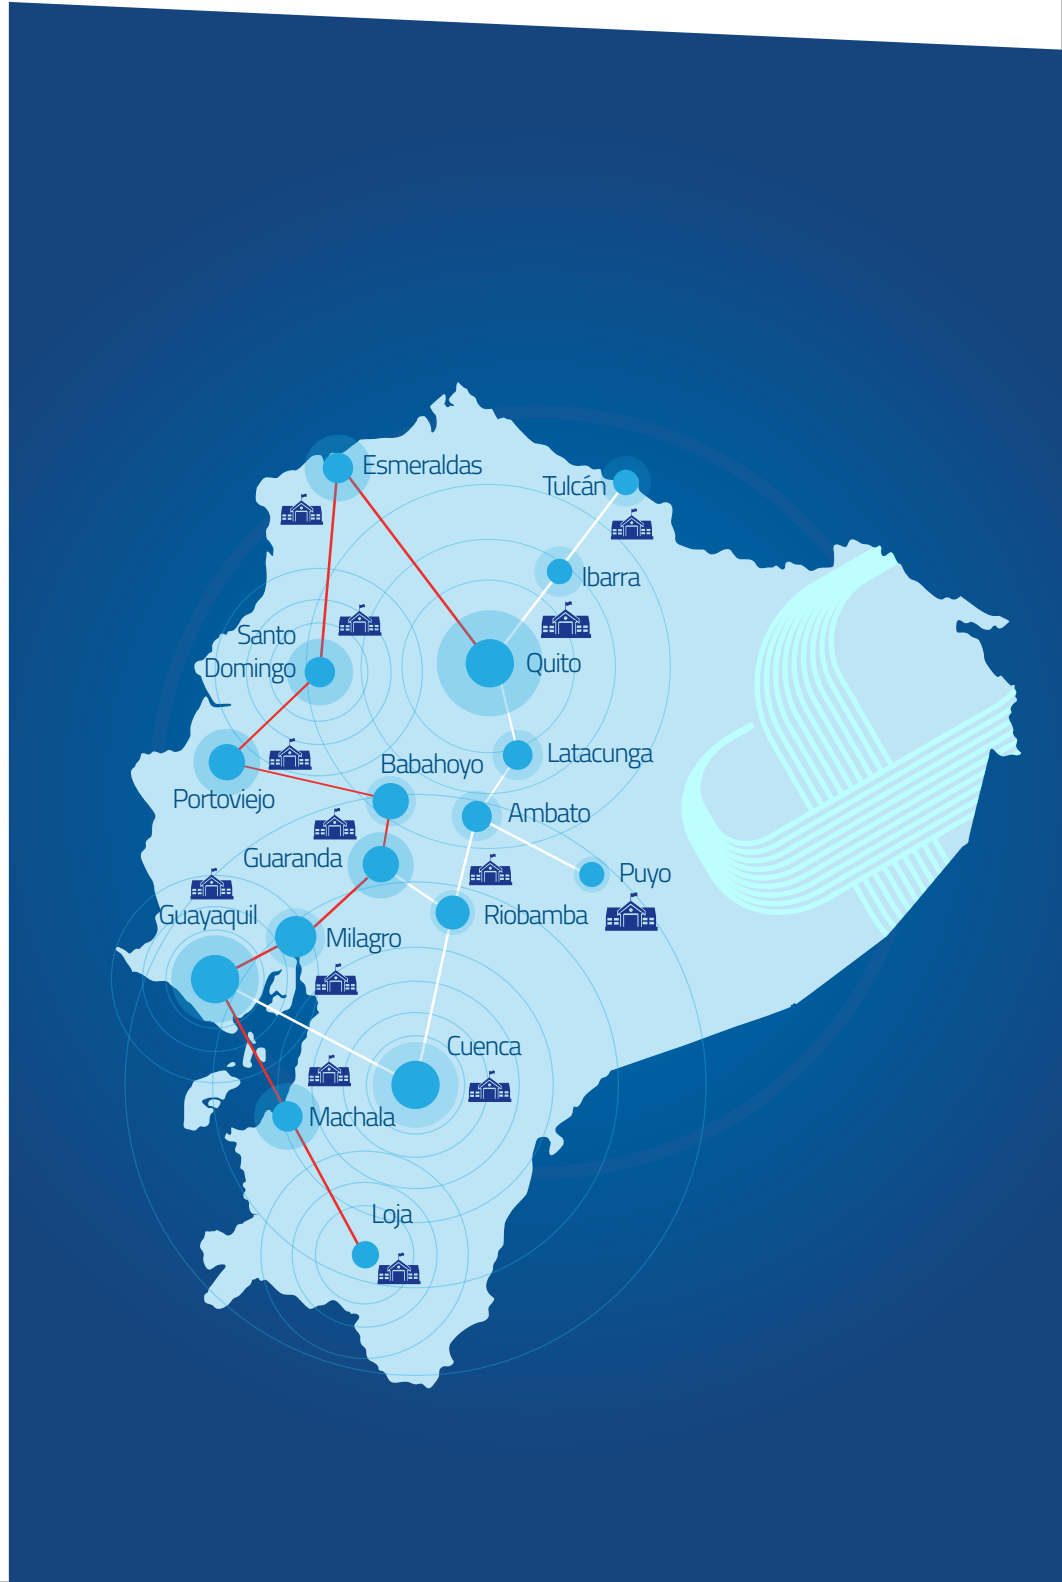 Esmeraldas
Tulcán
Ibarra
Santo
Domingo
Quito
Latacunga
Babahoyo
Portoviejo
Ambato
Guaranda
Puyo
Guayaquil
Riobamba
Milagro
Cuenca
Machala
Loja